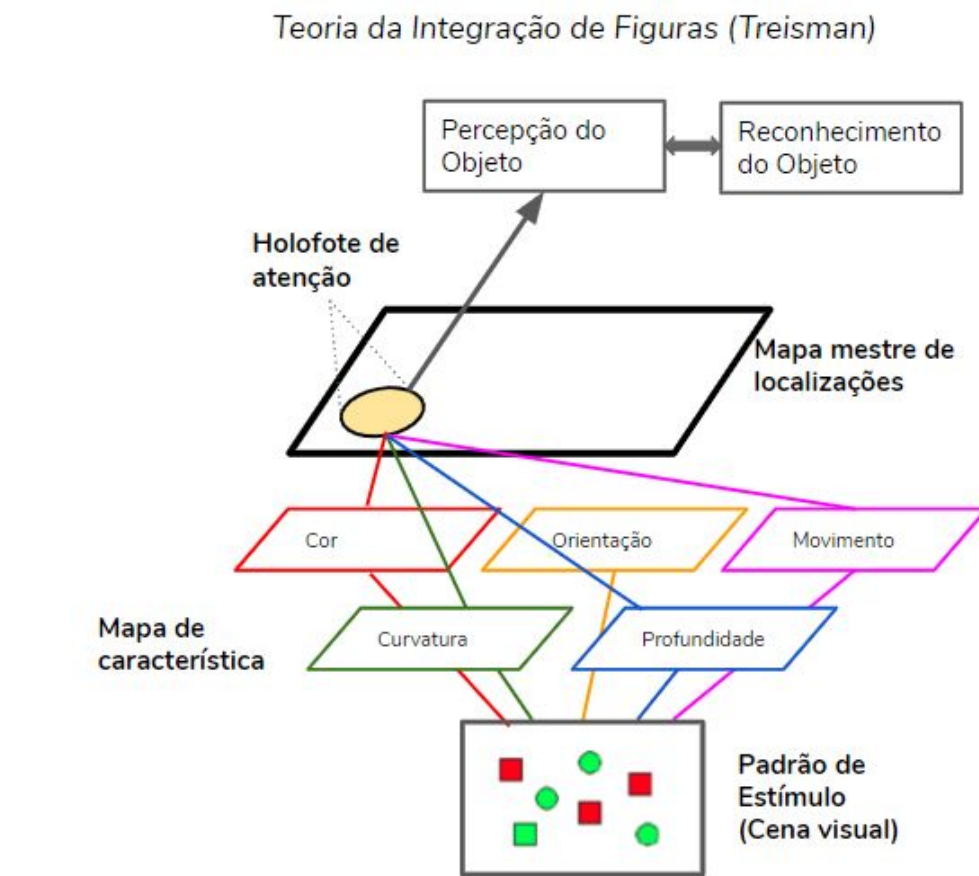 Teoria da Integração de Figuras (Treisman)
Percepção do
Objeto
Reconhecimento
do Objeto
Holofote de
atenção
Mapa mestre de
localizações
Cor
Orientação
Movimento
Mapa de
característica
Curvatura
Profundidade
Padrão de
Estímulo
(Cena visual)